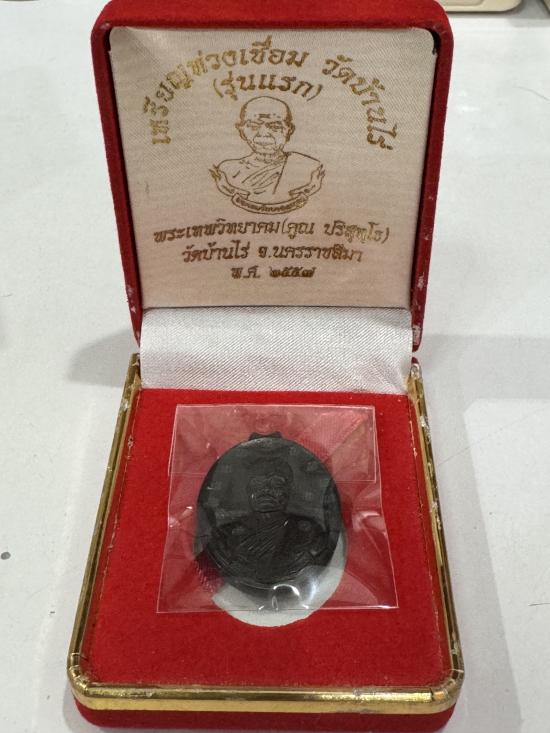 เหรียญห่วงเชื่อม วัดบ้านไร่
(รุ่นแรก)
พระเทพวิทยาคม(คูณ ปริสุทฺโธ)
วัดบ้านไร่ จ.นครราชสีมา
พ.ศ. ๒๕๕๗